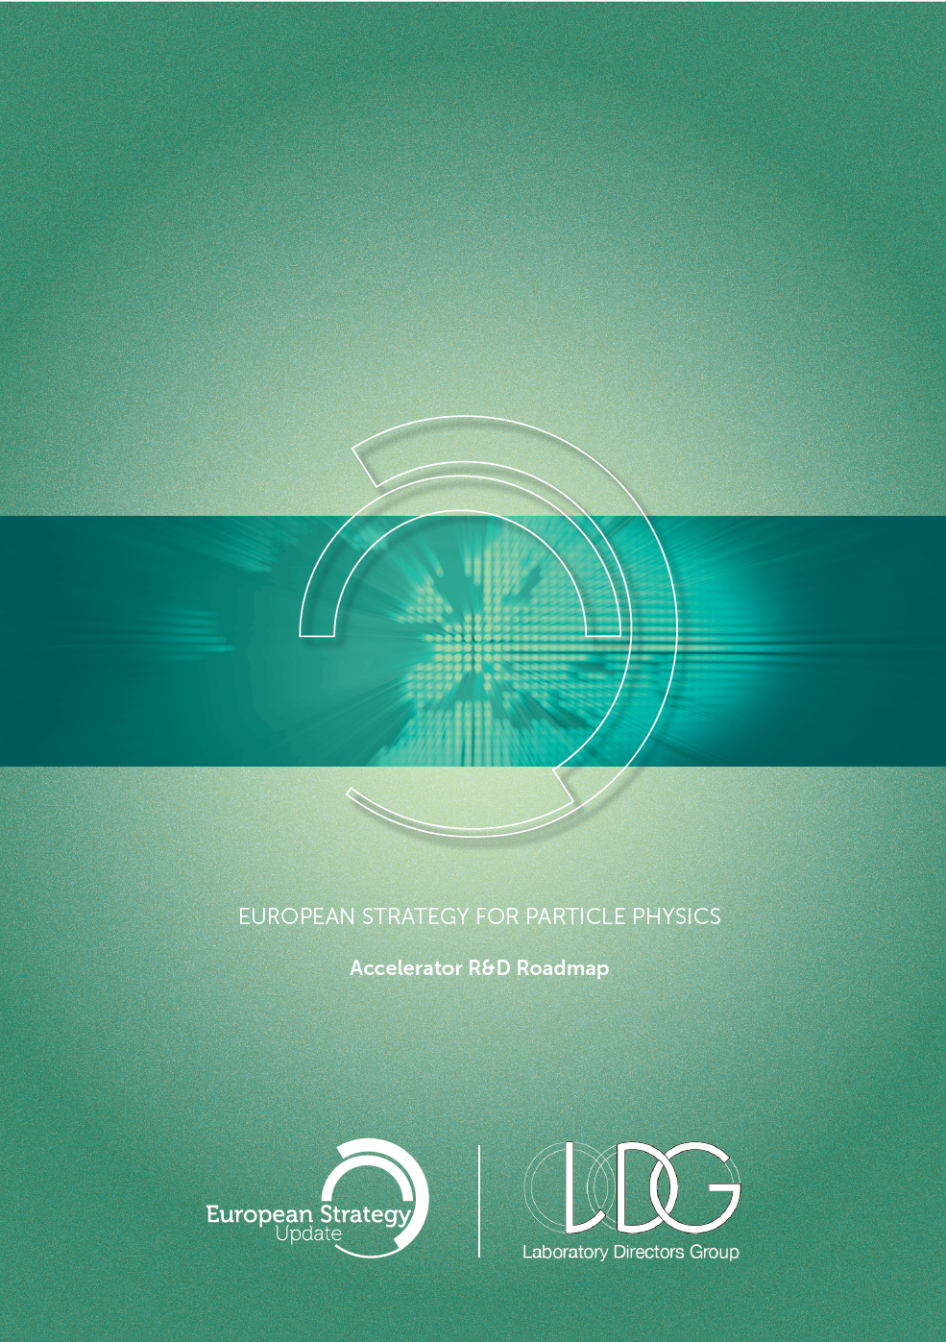 EUROPEAN STRATEGY FOR PARTICLE PHYSICS
Accelerator R&D Roadmap
European Strategy
Update
LDG
Laboratory Directors Group